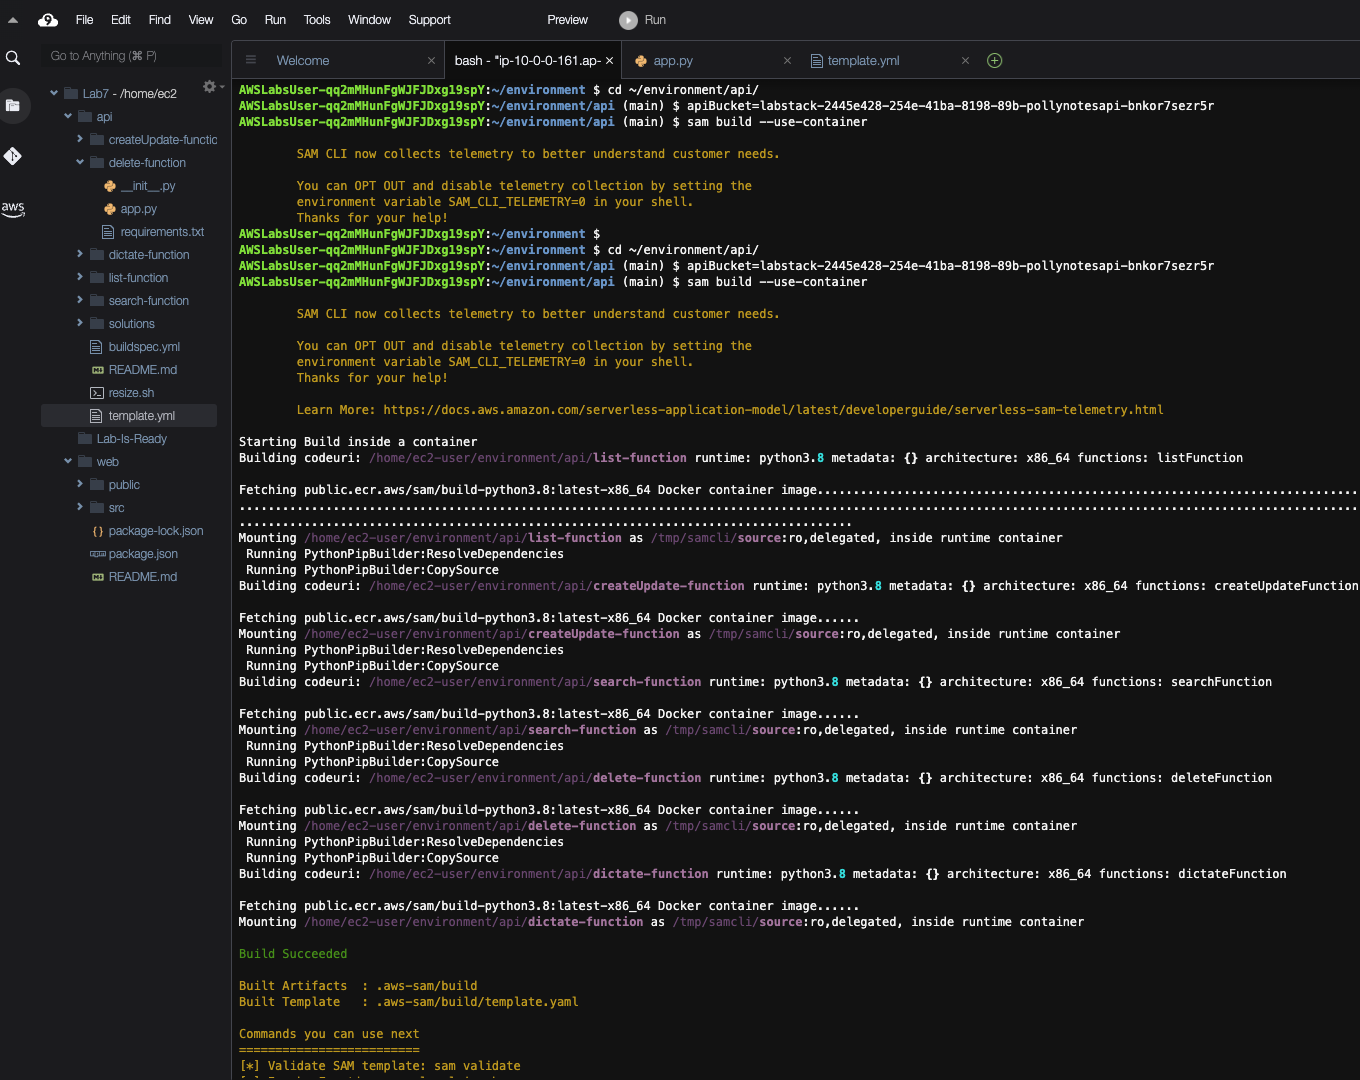 File Edit Find View Go Run Tools Window Support Preview Run
Go to Anything (⌘ P)
Welcome
bash - "ip-10-0-0-161.ap-
app.py
template.yml
aws
Lab7 - /home/ec2
api
createUpdate-functio
delete-function
__init__.py
app.py
requirements.txt
dictate-function
list-function
search-function
solutions
buildspec.yml
README.md
resize.sh
template.yml
Lab-Is-Ready
web
public
src
package-lock.json
package.json
README.md
AWSLabsUser-qq2mMHunFgWJFJDxg19spY:~/environment $ cd ~/environment/api/
AWSLabsUser-qq2mMHunFgWJFJDxg19spY:~/environment/api (main) $ apiBucket=labstack-2445e428-254e-41ba-8198-89b-pollynotesapi-bnkor7sezr5r
AWSLabsUser-qq2mMHunFgWJFJDxg19spY:~/environment/api (main) $ sam build --use-container
SAM CLI now collects telemetry to better understand customer needs.
You can OPT OUT and disable telemetry collection by setting the
environment variable SAM_CLI_TELEMETRY=0 in your shell.
Thanks for your help!
AWSLabsUser-qq2mMHunFgWJFJDxg19spY:~/environment $
AWSLabsUser-qq2mMHunFgWJFJDxg19spY:~/environment $ cd ~/environment/api/
AWSLabsUser-qq2mMHunFgWJFJDxg19spY:~/environment/api (main) $ apiBucket=labstack-2445e428-254e-41ba-8198-89b-pollynotesapi-bnkor7sezr5r
AWSLabsUser-qq2mMHunFgWJFJDxg19spY:~/environment/api (main) $ sam build --use-container
SAM CLI now collects telemetry to better understand customer needs.
You can OPT OUT and disable telemetry collection by setting the
environment variable SAM_CLI_TELEMETRY=0 in your shell.
Thanks for your help!
Learn More: https://docs.aws.amazon.com/serverless-application-model/latest/developerguide/serverless-sam-telemetry.html
Starting Build inside a container
Building codeuri: /home/ec2-user/environment/api/list-function runtime: python3.8 metadata: {} architecture: x86_64 functions: listFunction
Fetching public.ecr.aws/sam/build-python3.8:latest-x86_64 Docker container image...........................................................................
...........................................................................................................................................................
.....................................................................................
Mounting /home/ec2-user/environment/api/list-function as /tmp/samcli/source:ro,delegated, inside runtime container
Running PythonPipBuilder:ResolveDependencies
Running PythonPipBuilder:CopySource
Building codeuri: /home/ec2-user/environment/api/createUpdate-function runtime: python3.8 metadata: {} architecture: x86_64 functions: createUpdateFunction
Fetching public.ecr.aws/sam/build-python3.8:latest-x86_64 Docker container image......
Mounting /home/ec2-user/environment/api/createUpdate-function as /tmp/samcli/source:ro,delegated, inside runtime container
Running PythonPipBuilder:ResolveDependencies
Running PythonPipBuilder:CopySource
Building codeuri: /home/ec2-user/environment/api/search-function runtime: python3.8 metadata: {} architecture: x86_64 functions: searchFunction
Fetching public.ecr.aws/sam/build-python3.8:latest-x86_64 Docker container image......
Mounting /home/ec2-user/environment/api/search-function as /tmp/samcli/source:ro,delegated, inside runtime container
Running PythonPipBuilder:ResolveDependencies
Running PythonPipBuilder:CopySource
Building codeuri: /home/ec2-user/environment/api/delete-function runtime: python3.8 metadata: {} architecture: x86_64 functions: deleteFunction
Fetching public.ecr.aws/sam/build-python3.8:latest-x86_64 Docker container image......
Mounting /home/ec2-user/environment/api/delete-function as /tmp/samcli/source:ro,delegated, inside runtime container
Running PythonPipBuilder:ResolveDependencies
Running PythonPipBuilder:CopySource
Building codeuri: /home/ec2-user/environment/api/dictate-function runtime: python3.8 metadata: {} architecture: x86_64 functions: dictateFunction
Fetching public.ecr.aws/sam/build-python3.8:latest-x86_64 Docker container image......
Mounting /home/ec2-user/environment/api/dictate-function as /tmp/samcli/source:ro,delegated, inside runtime container
Build Succeeded
Built Artifacts : .aws-sam/build
Built Template : .aws-sam/build/template.yaml
Commands you can use next
=========================
[*] Validate SAM template: sam validate